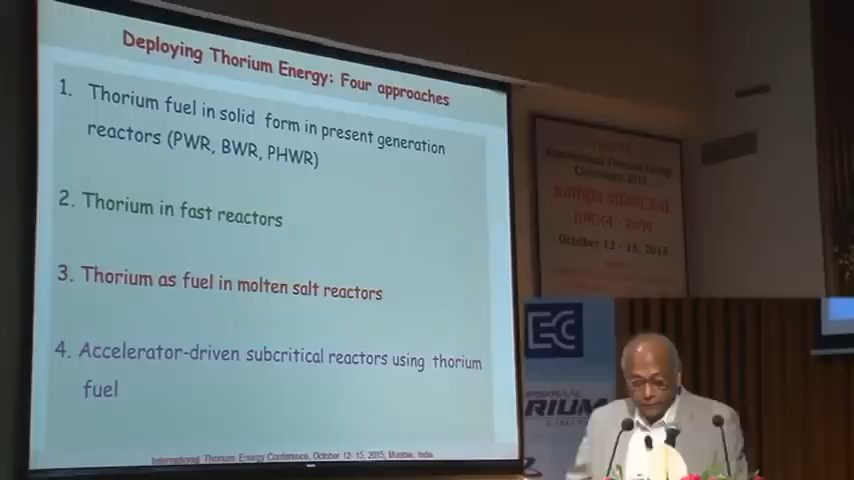 Deploying Thorium Energy: Four approaches
1. Thorium fuel in solid form in present generation
reactors (PWR, BWR, PHWR)
2. Thorium in fast reactors
3. Thorium as fuel in molten salt reactors
4. Accelerator-driven subcritical reactors using thorium
fuel
International Thorium Energy Conference, October 12-15, 2015, Mumbai, India
International Thorium Energy
Conference 2015
October 12 - 15, 2015
EC
RIUM